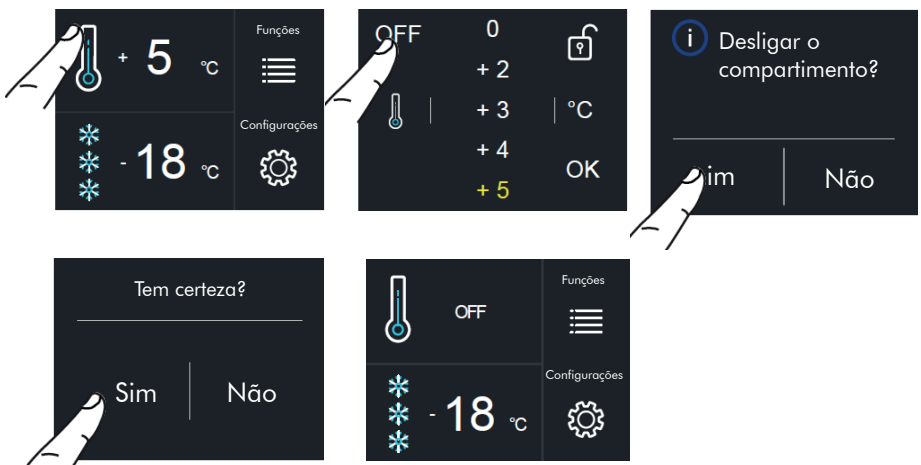 Funções
+ 5 °C
Configurações
- 18 °C
OFF
0
+ 2
+ 3
°C
+ 4
OK
+ 5
i
Desligar o
compartimento?
im
Não
Tem certeza?
Sim
Não
Funções
OFF
Configurações
- 18 °C